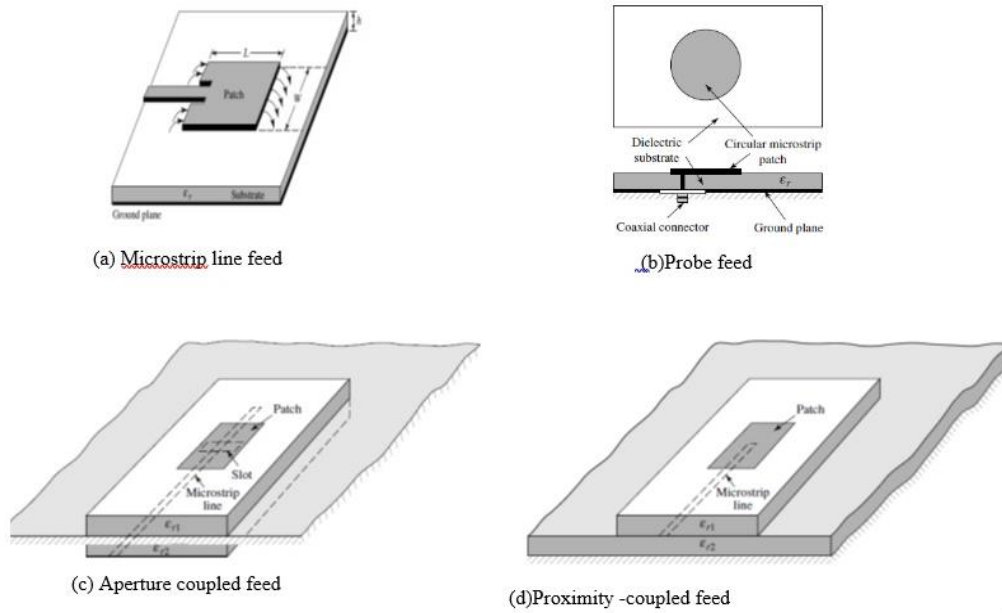 h
L
W
Patch
εr
Substrate
Ground plane
(a) Microstrip line feed
Dielectric
substrate
Circular microstrip
patch
εr
Coaxial connector
Ground plane
(b)Probe feed
Patch
Slot
Microstrip
line
εr1
εr2
(c) Aperture coupled feed
Patch
Microstrip
line
εr1
εr2
(d)Proximity -coupled feed